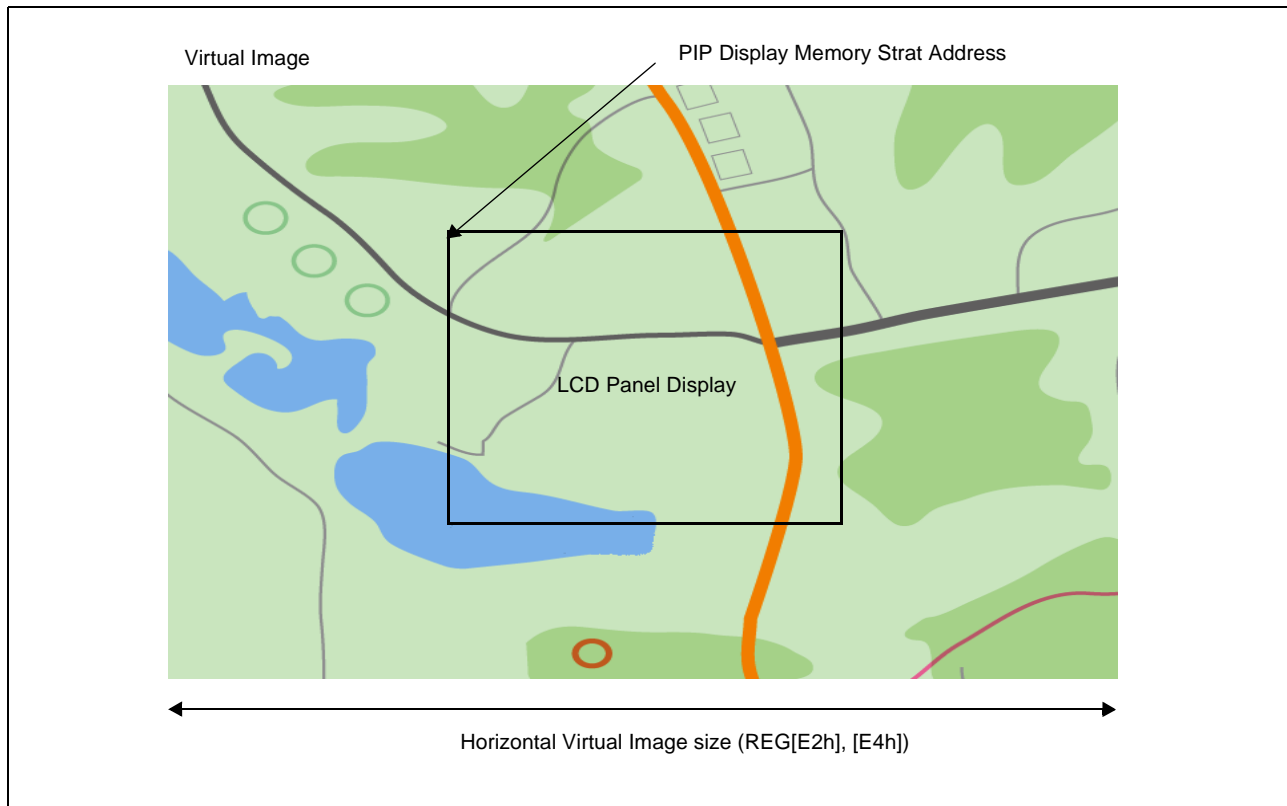 Virtual Image
PIP Display Memory Strat Address
LCD Panel Display
Horizontal Virtual Image size (REG[E2h], [E4h])